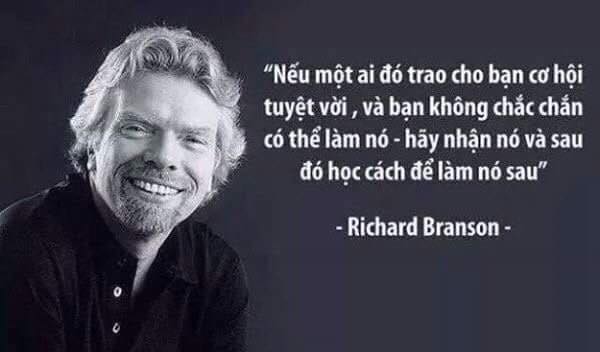 “Nếu một ai đó trao cho bạn cơ hội
tuyệt vời , và bạn không chắc chắn
có thể làm nó - hãy nhận nó và sau
đó học cách để làm nó sau”
- Richard Branson -